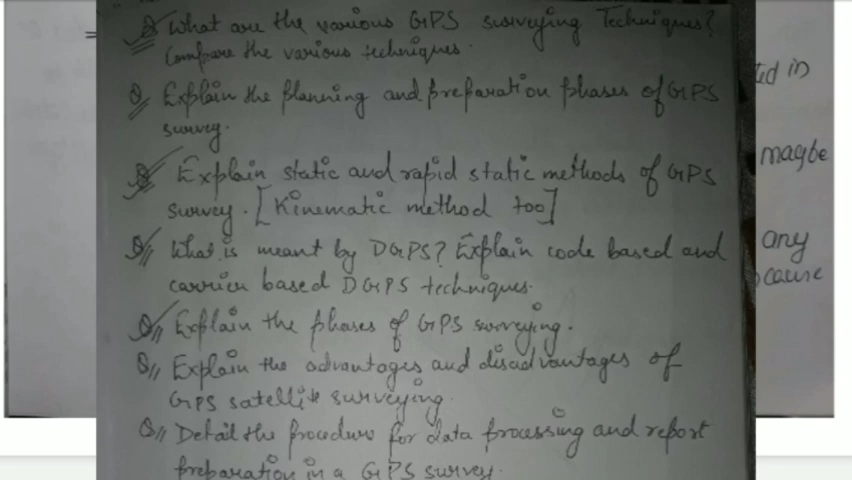 Q What are the various GPS surveying Techniques?
Compare the various techniques.
Q Explain the planning and preparation phases of GPS
survey.
Q Explain static and rapid static methods of GPS
survey. [Kinematic method too]
Q What is meant by DGPS? Explain code based and
carrier based DGPS techniques.
Q Explain the phases of GPS surveying.
Q Explain the advantages and disadvantages of
GPS satellite surveying.
Q Detail the procedure for data processing and report
preparation in a GPS survey.
in
maybe
any
cause